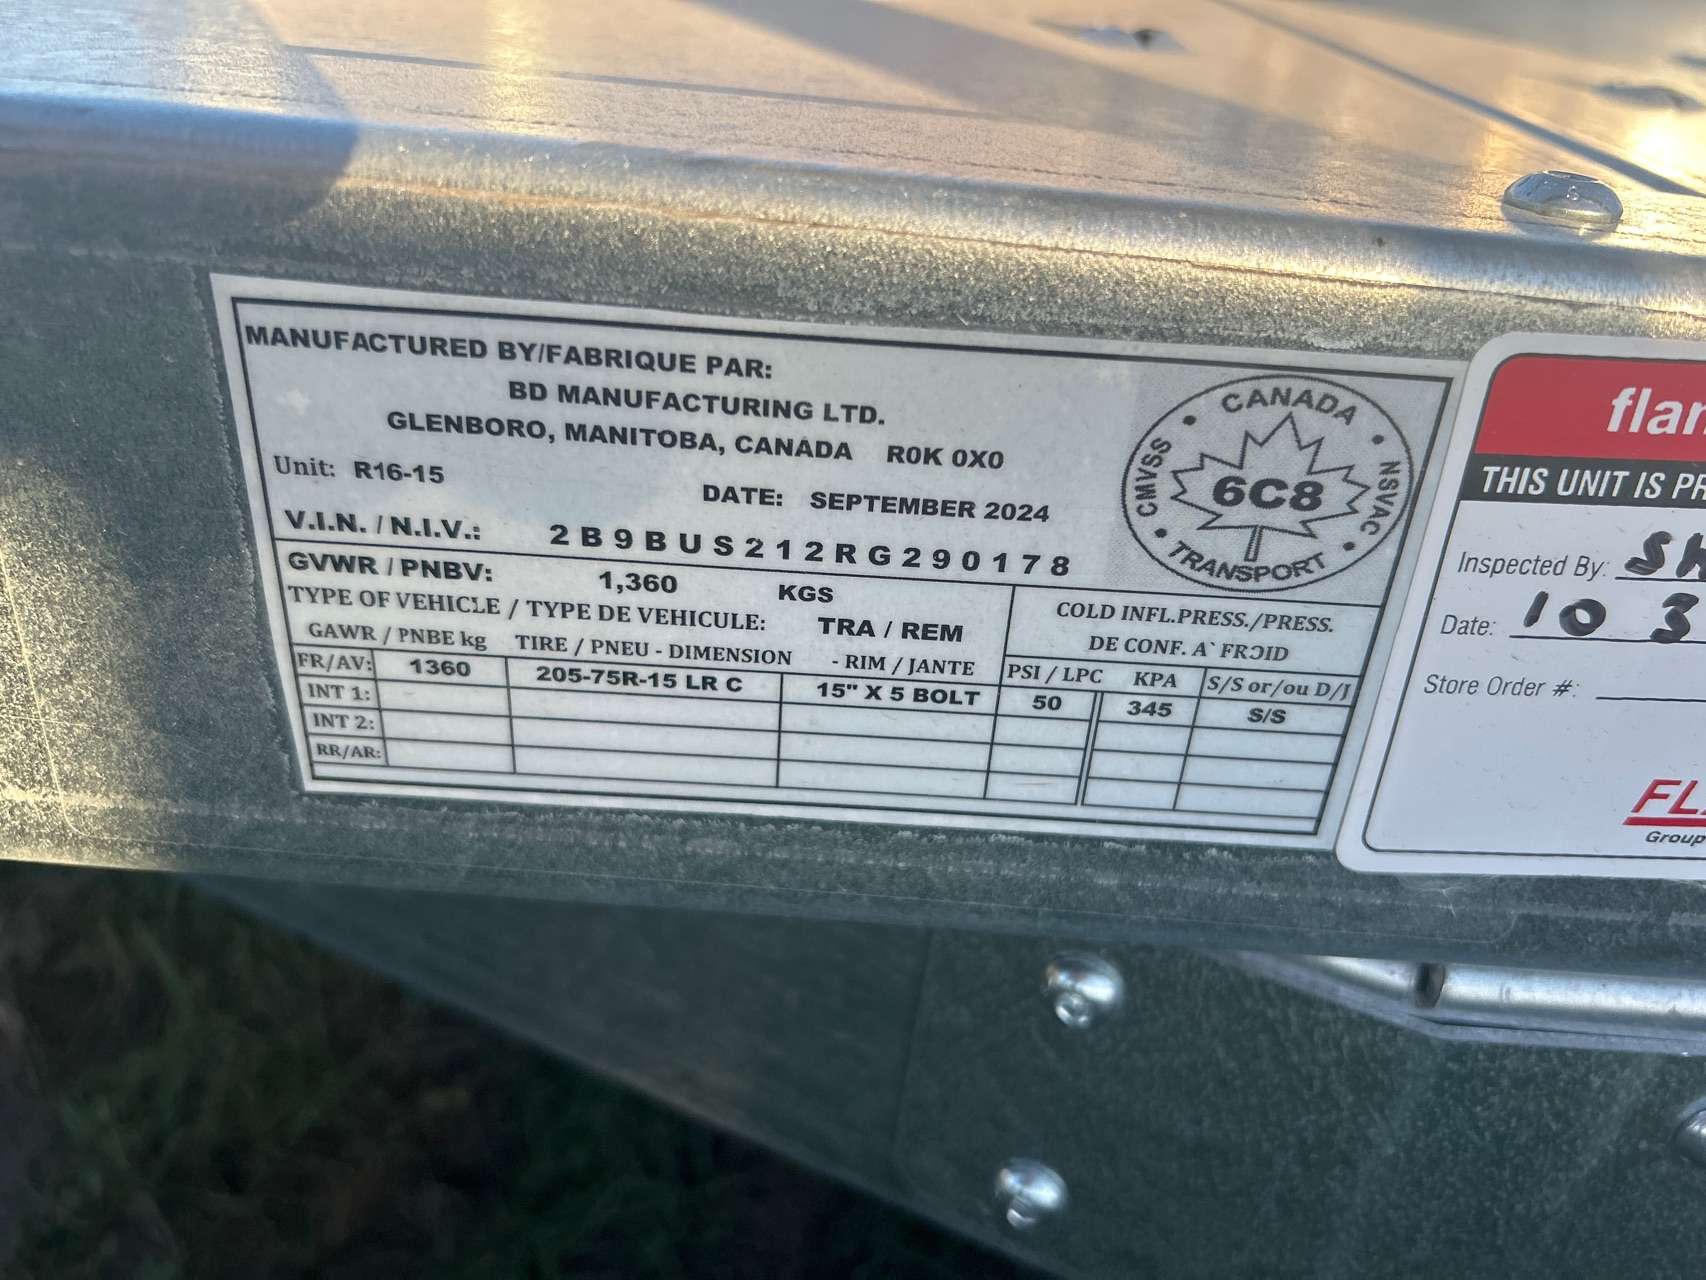 MANUFACTURED BY/FABRIQUE PAR:
BD MANUFACTURING LTD.
GLENBORO, MANITOBA, CANADA R0K 0X0
Unit: R16-15
DATE: SEPTEMBER 2024
V.I.N. / N.I.V.: 2B9BUS212RG290178
CANADA
CMVSS
6C8
NSVAC
TRANSPORT
GVWR / PNBV: 1,360 KGS
TYPE OF VEHICLE / TYPE DE VEHICULE: TRA / REM
COLD INFL.PRESS./PRESS.
DE CONF. A` FROID
GAWR / PNBE kg TIRE / PNEU - DIMENSION - RIM / JANTE PSI / LPC KPA S/S or/ou D/J
FR/AV: 1360 205-75R-15 LR C 15" X 5 BOLT 50 345 S/S
INT 1:
INT 2:
RR/AR:
THIS UNIT IS
Inspected By:
Date: 10 3
Store Order #:
Group